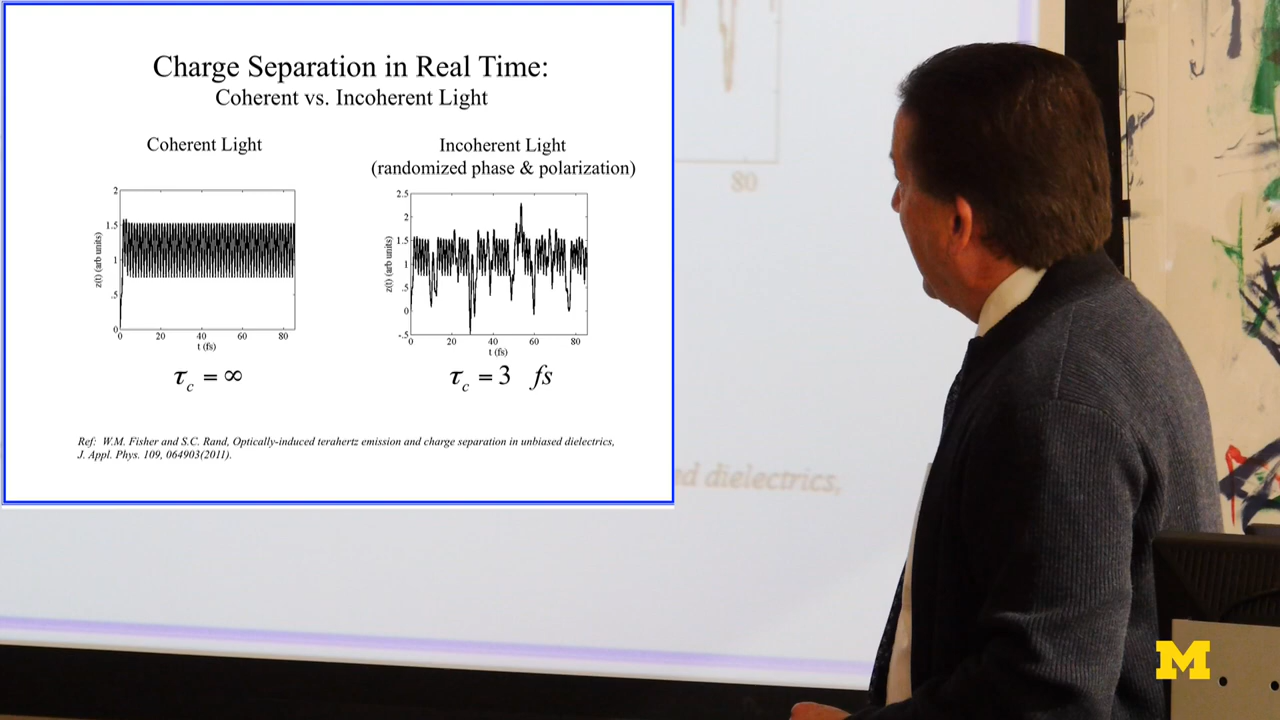 Charge Separation in Real Time:
Coherent vs. Incoherent Light
Coherent Light
2
1.5
1
.5
0
z(t) (arb units)
0 20 40 60 80
t (fs)
τc = ∞
Incoherent Light
(randomized phase & polarization)
2.5
2
1.5
1
.5
0
-.5
z(t) (arb units)
0 20 40 60 80
t (fs)
τc = 3 fs
Ref: W.M. Fisher and S.C. Rand, Optically-induced terahertz emission and charge separation in unbiased dielectrics,
J. Appl. Phys. 109, 064903(2011).
80
ed dielectrics,
M